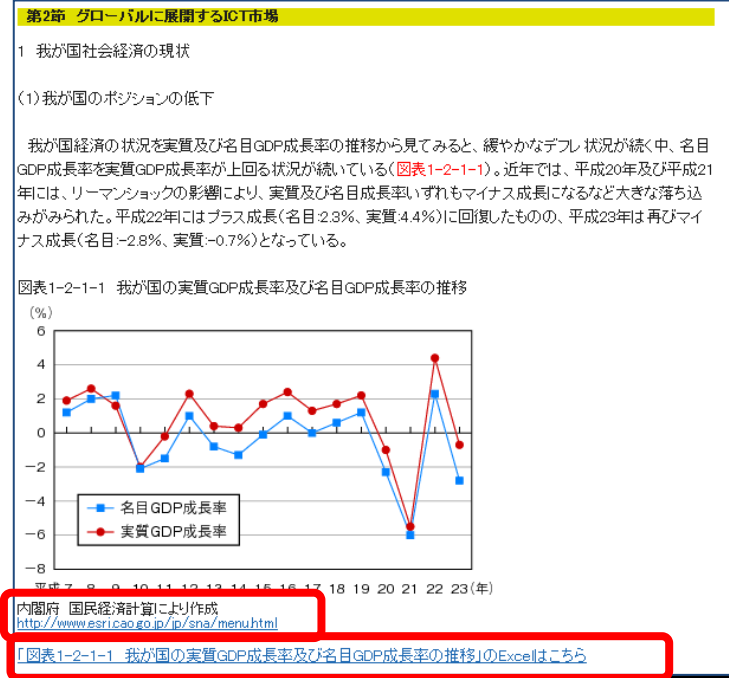 第2節 グローバルに展開するICT市場
1 我が国社会経済の現状
(1)我が国のポジションの低下
我が国経済の状況を実質及び名目GDP成長率の推移から見てみると、緩やかなデフレ状況が続く中、名目
GDP成長率を実質GDP成長率が上回る状況が続いている(図表1-2-1-1)。近年では、平成20年及び平成21
年には、リーマンショックの影響により、実質及び名目成長率いずれもマイナス成長になるなど大きな落ち込
みがみられた。平成22年にはプラス成長(名目:2.3%、実質:4.4%)に回復したものの、平成23年は再びマイ
ナス成長(名目:-2.8%、実質:-0.7%)となっている。
図表1-2-1-1 我が国の実質GDP成長率及び名目GDP成長率の推移
(%)
6
4
2
0
-2
-4
-6
-8
名目GDP成長率
実質GDP成長率
平成7 8 9 10 11 12 13 14 15 16 17 18 19 20 21 22 23(年)
内閣府 国民経済計算により作成
http://www.esri.cao.go.jp/jp/sna/menu.html
「図表1-2-1-1 我が国の実質GDP成長率及び名目GDP成長率の推移」のExcelはこちら